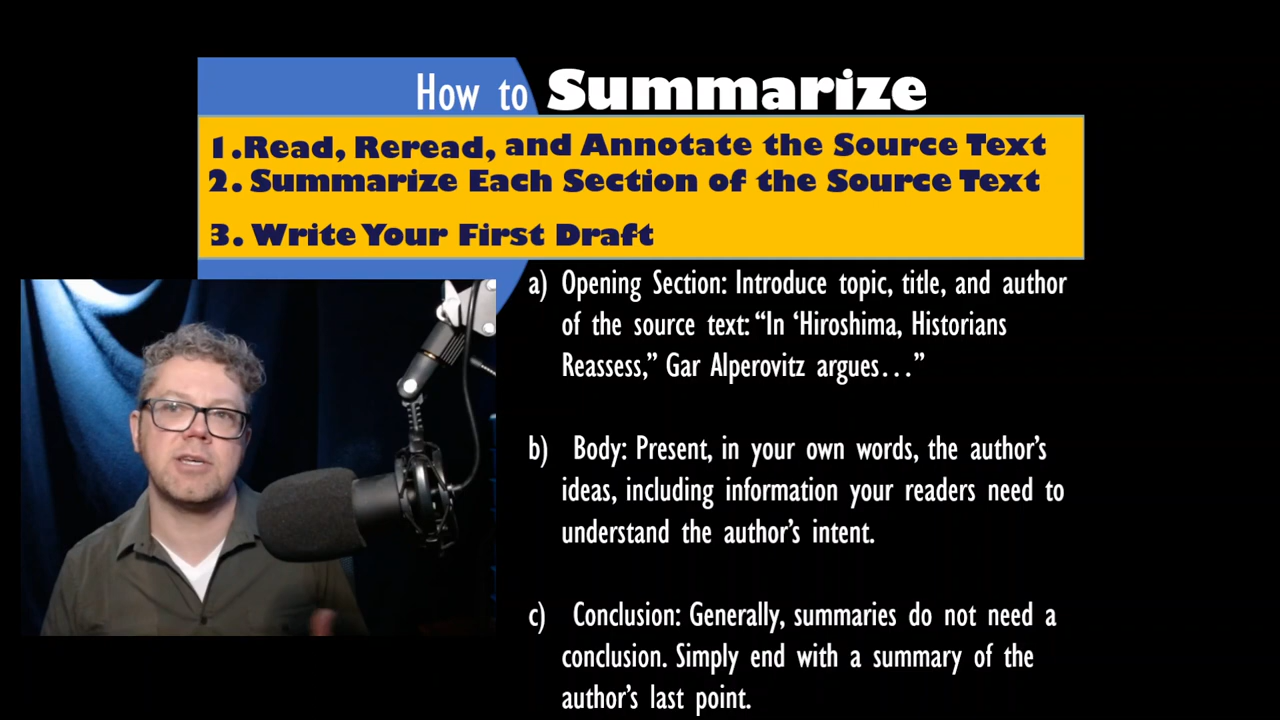 How to Summarize
1.Read, Reread, and Annotate the Source Text
2. Summarize Each Section of the Source Text
3. Write Your First Draft
a) Opening Section: Introduce topic, title, and author
of the source text: “In ‘Hiroshima, Historians
Reassess,” Gar Alperovitz argues…”
b) Body: Present, in your own words, the author’s
ideas, including information your readers need to
understand the author’s intent.
c) Conclusion: Generally, summaries do not need a
conclusion. Simply end with a summary of the
author’s last point.